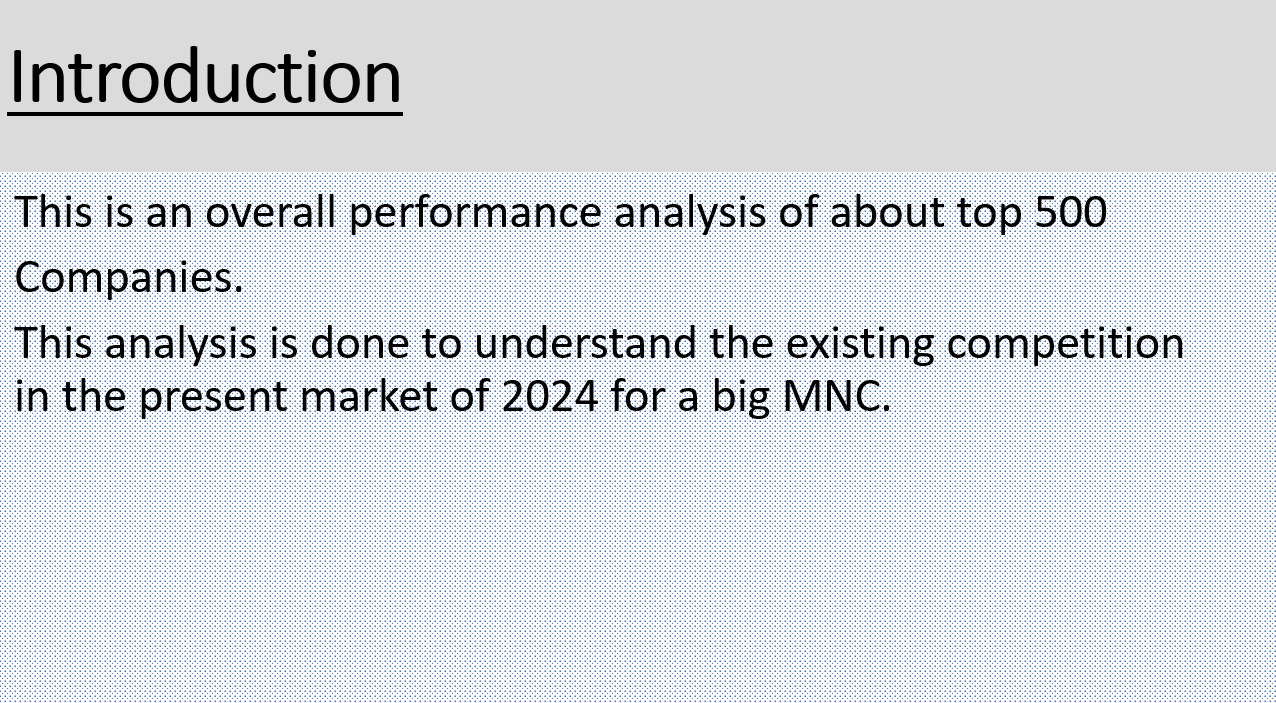 Introduction
This is an overall performance analysis of about top 500
Companies.
This analysis is done to understand the existing competition
in the present market of 2024 for a big MNC.